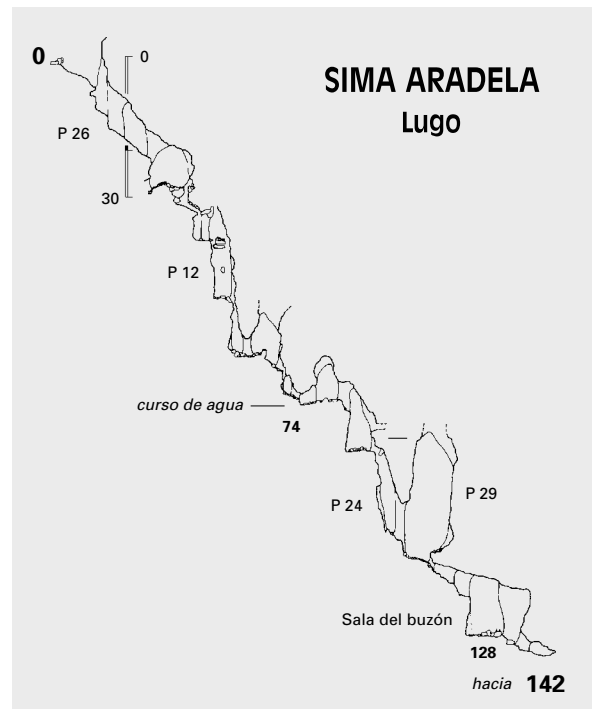 SIMA ARADELA
Lugo
0
0
P 26
30
P 12
curso de agua
74
P 24
P 29
Sala del buzón
128
hacia 142